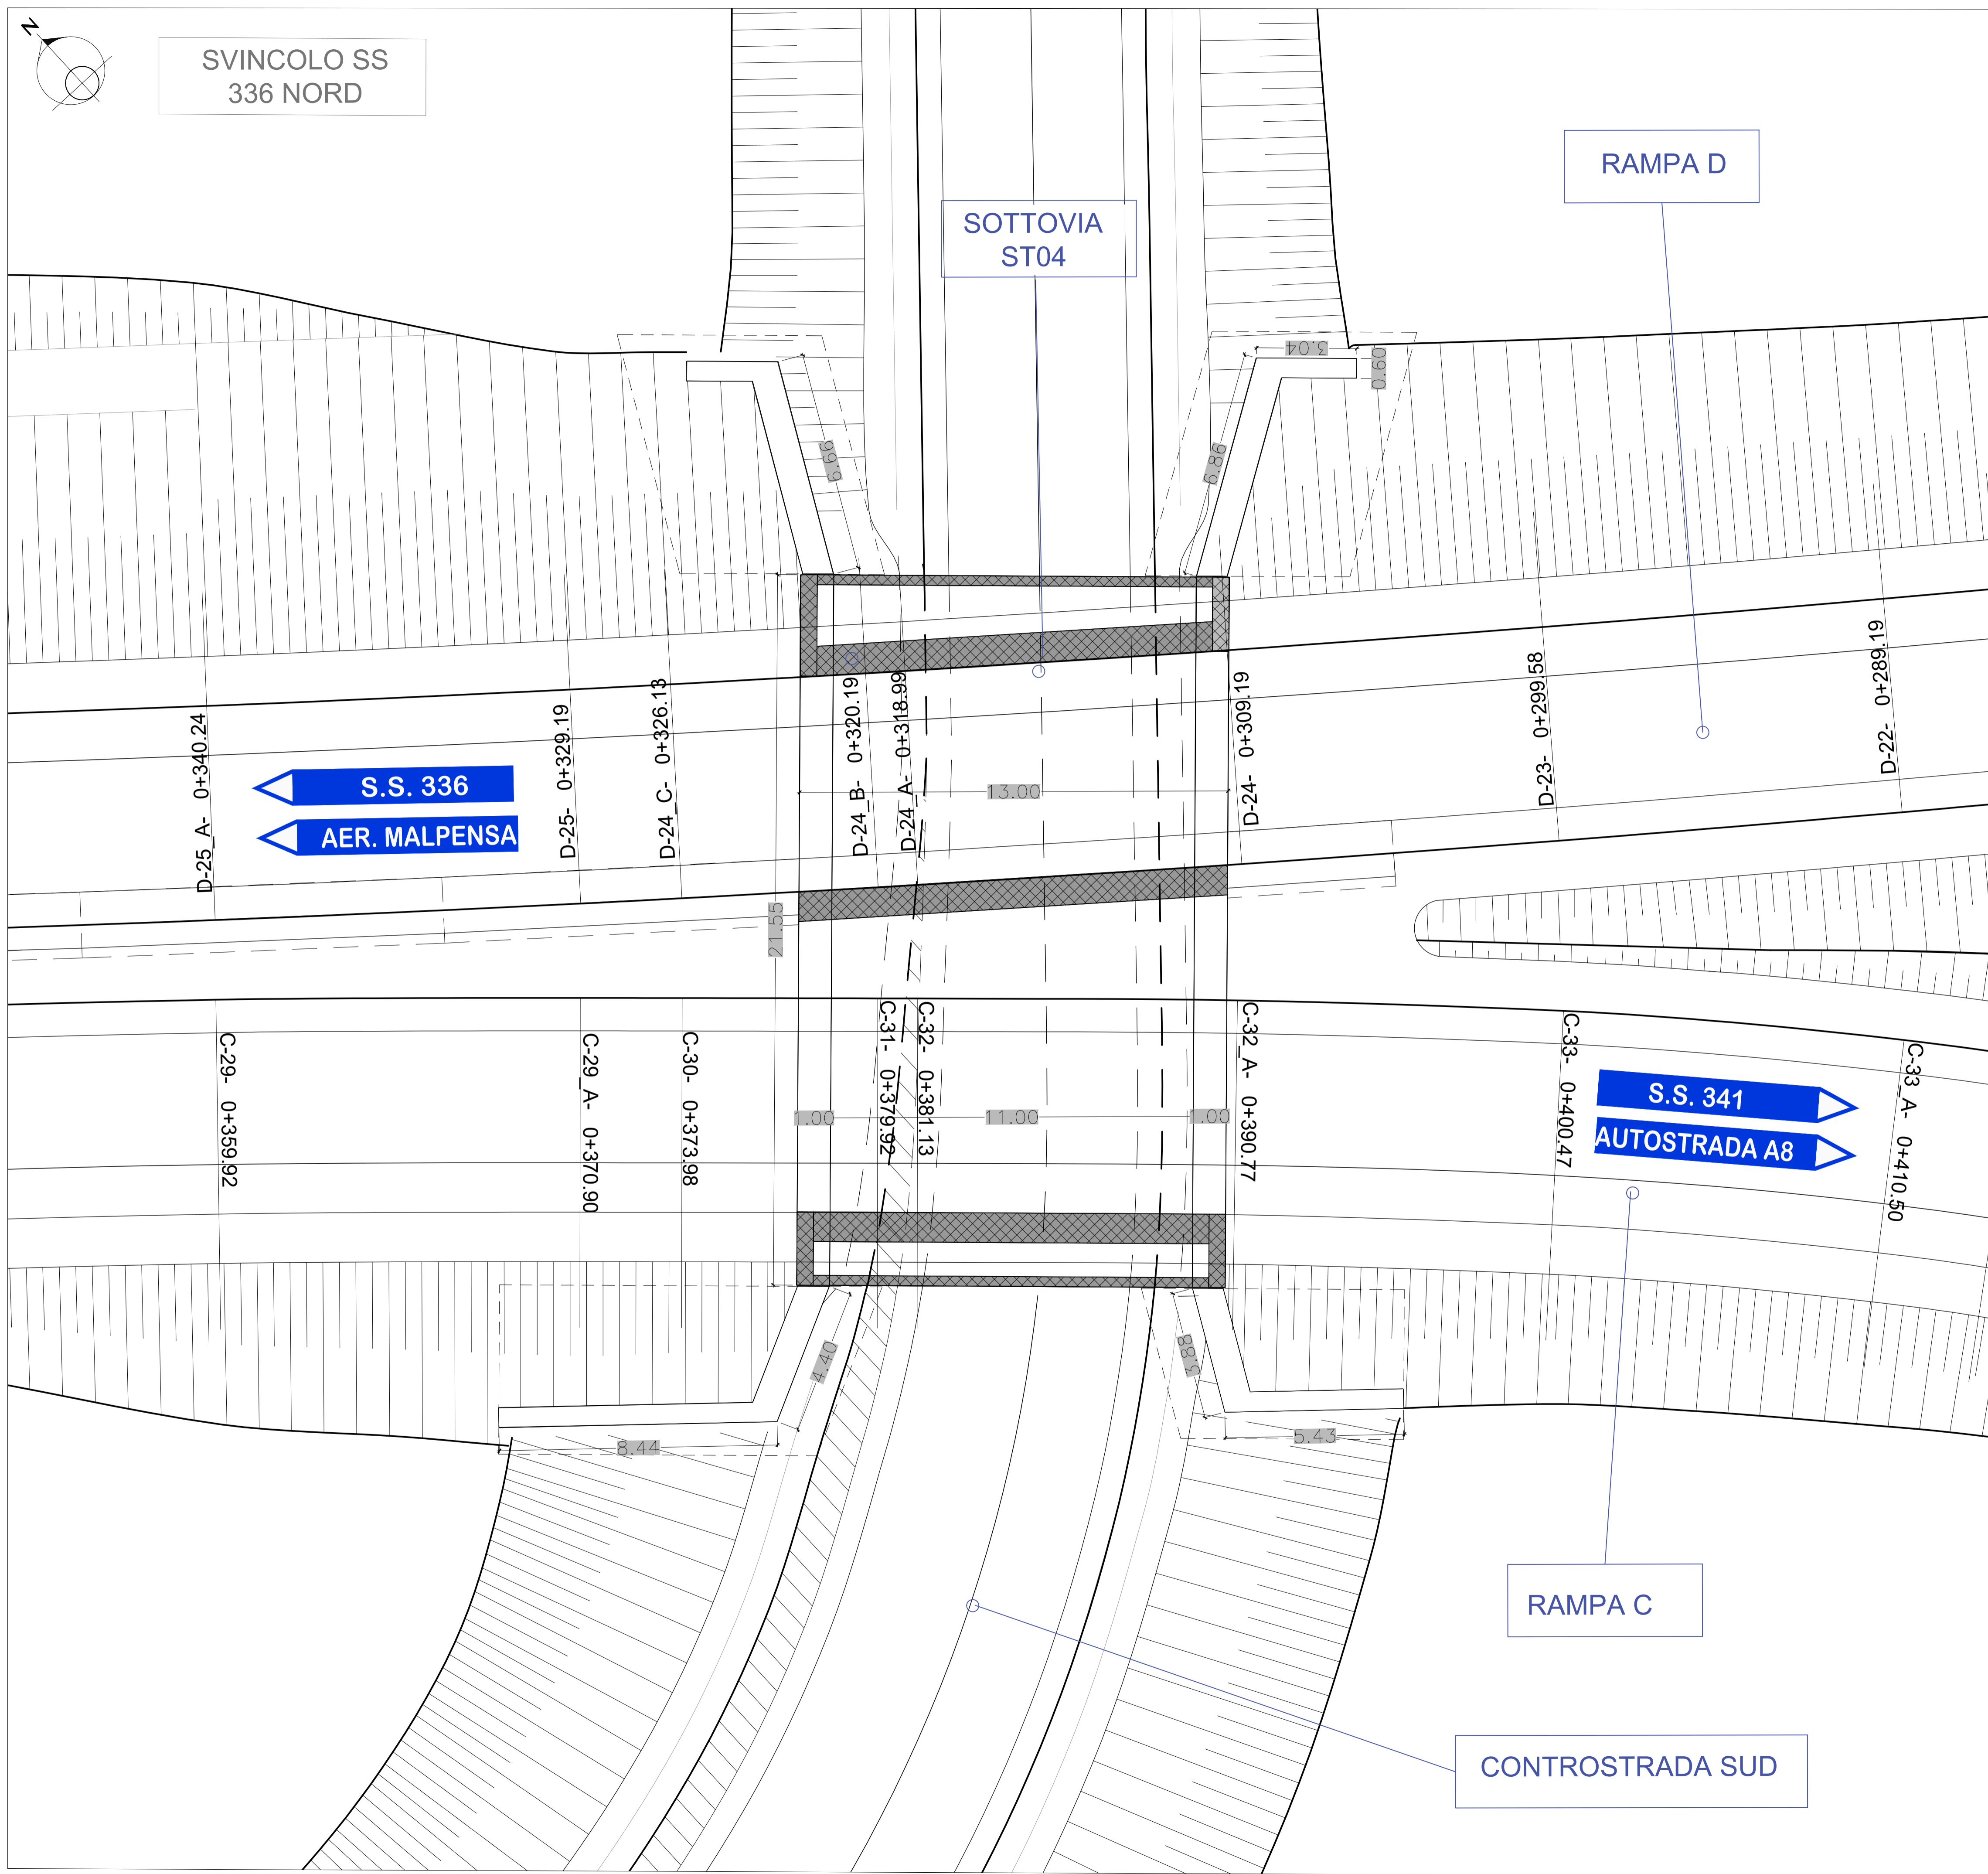 N
SVINCOLO SS
336 NORD
RAMPA D
SOTTOVIA
ST04
3.04
0.60
6.66
6.86
D-25_A- 0+340.24
D-25- 0+329.19
D-24_C- 0+326.13
D-24_B- 0+320.19
D-24_A- 0+318.99
D-24- 0+309.19
D-23- 0+299.58
D-22- 0+289.19
S.S. 336
AER. MALPENSA
13.00
21.55
C-29- 0+359.92
C-29_A- 0+370.90
C-30- 0+373.98
C-31- 0+379.92
C-32- 0+381.13
C-32_A- 0+390.77
C-33- 0+400.47
C-33_A- 0+410.50
S.S. 341
AUTOSTRADA A8
1.00
11.00
1.00
4.40
3.88
8.44
5.43
RAMPA C
CONTROSTRADA SUD